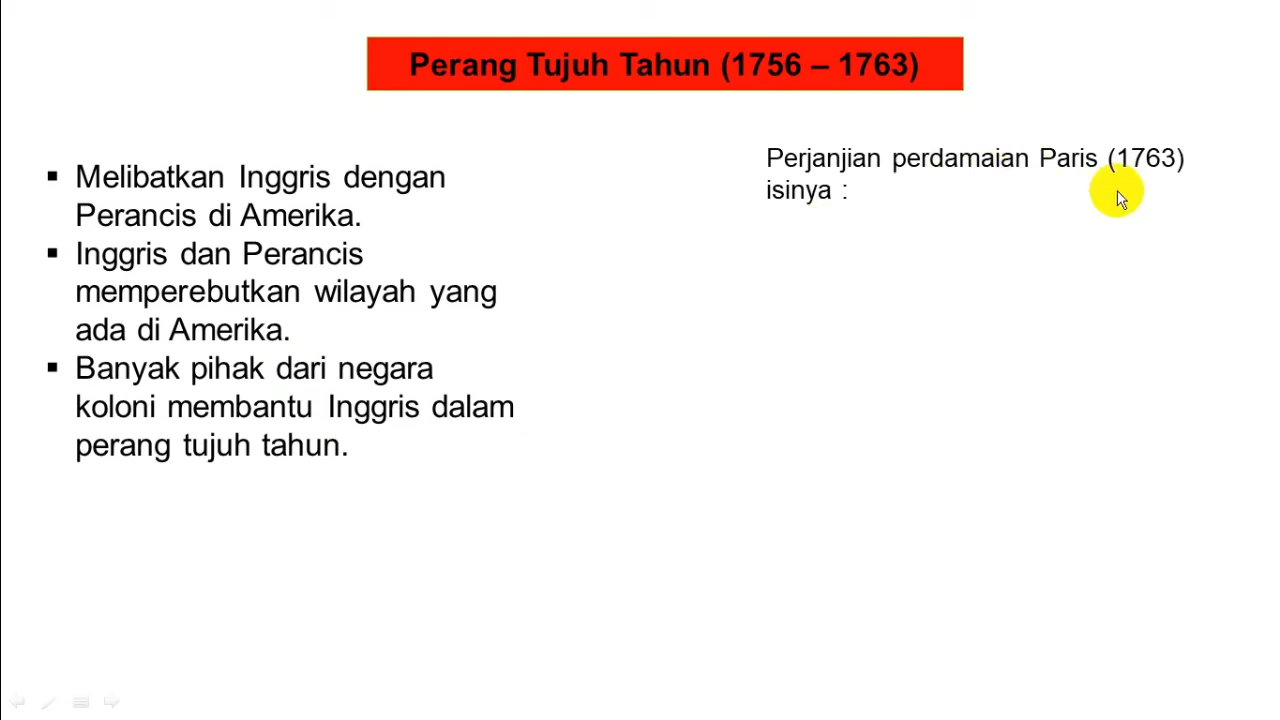 Perang Tujuh Tahun (1756 – 1763)
▪ Melibatkan Inggris dengan
Perancis di Amerika.
▪ Inggris dan Perancis
memperebutkan wilayah yang
ada di Amerika.
▪ Banyak pihak dari negara
koloni membantu Inggris dalam
perang tujuh tahun.
Perjanjian perdamaian Paris (1763)
isinya :